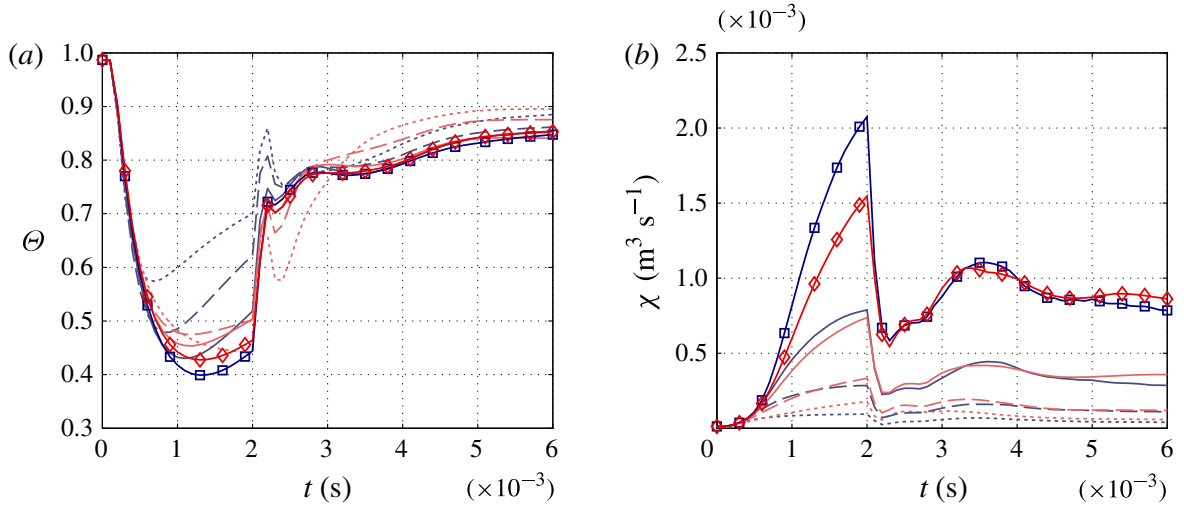 (×10−3)
(a) 1.0 0.9 0.8 0.7 0.6 0.5 0.4 0.3
Θ
0 1 2 3 4 5 6
t (s) (×10−3)
(b) 2.5 2.0 1.5 1.0 0.5
χ (m3 s−1)
0 1 2 3 4 5 6
t (s) (×10−3)